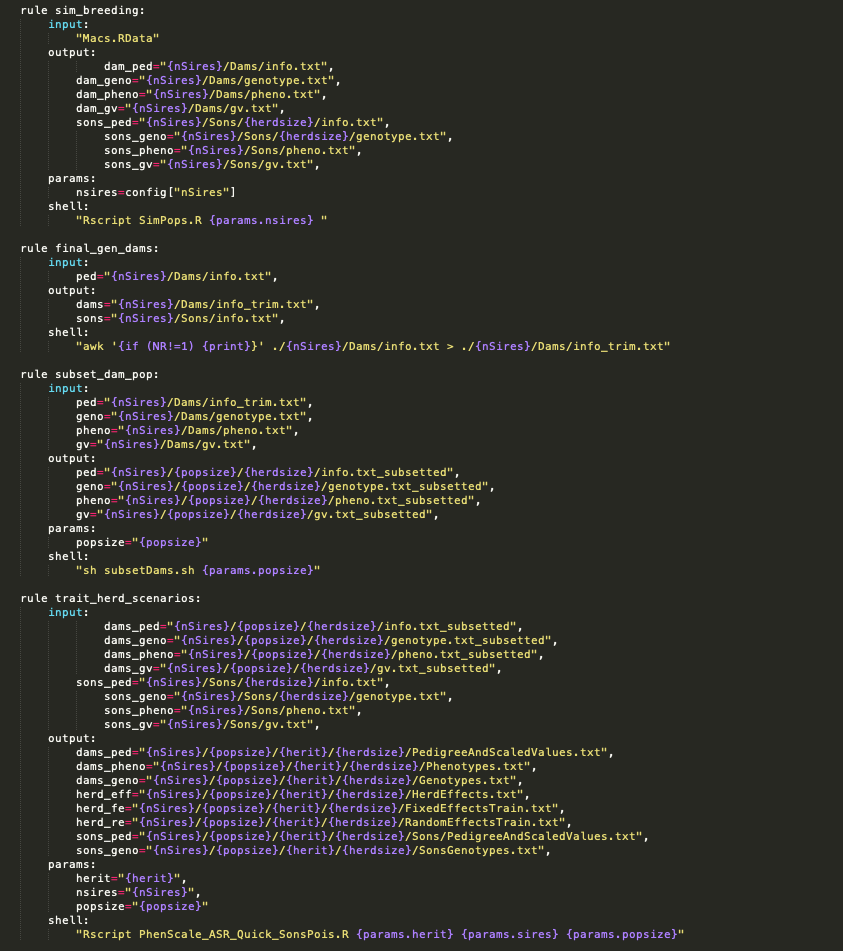 rule sim_breeding:
input:
"Macs.RData"
output:
dam_ped="{nSires}/Dams/info.txt",
dam_geno="{nSires}/Dams/genotype.txt",
dam_pheno="{nSires}/Dams/pheno.txt",
dam_gv="{nSires}/Dams/gv.txt",
sons_ped="{nSires}/Sons/{herdsize}/info.txt",
sons_geno="{nSires}/Sons/{herdsize}/genotype.txt",
sons_pheno="{nSires}/Sons/pheno.txt",
sons_gv="{nSires}/Sons/gv.txt",
params:
nsires=config["nSires"]
shell:
"Rscript SimPops.R {params.nsires} "
rule final_gen_dams:
input:
ped="{nSires}/Dams/info.txt",
output:
dams="{nSires}/Dams/info_trim.txt",
sons="{nSires}/Sons/info.txt",
shell:
"awk '{if (NR!=1) {print}}' ./{nSires}/Dams/info.txt > ./{nSires}/Dams/info_trim.txt"
rule subset_dam_pop:
input:
ped="{nSires}/Dams/info_trim.txt",
geno="{nSires}/Dams/genotype.txt",
pheno="{nSires}/Dams/pheno.txt",
gv="{nSires}/Dams/gv.txt",
output:
ped="{nSires}/{popsize}/{herdsize}/info.txt_subsetted",
geno="{nSires}/{popsize}/{herdsize}/genotype.txt_subsetted",
pheno="{nSires}/{popsize}/{herdsize}/pheno.txt_subsetted",
gv="{nSires}/{popsize}/{herdsize}/gv.txt_subsetted",
params:
popsize="{popsize}"
shell:
"sh subsetDams.sh {params.popsize}"
rule trait_herd_scenarios:
input:
dams_ped="{nSires}/{popsize}/{herdsize}/info.txt_subsetted",
dams_geno="{nSires}/{popsize}/{herdsize}/genotype.txt_subsetted",
dams_pheno="{nSires}/{popsize}/{herdsize}/pheno.txt_subsetted",
dams_gv="{nSires}/{popsize}/{herdsize}/gv.txt_subsetted",
sons_ped="{nSires}/Sons/{herdsize}/info.txt",
sons_geno="{nSires}/Sons/{herdsize}/genotype.txt",
sons_pheno="{nSires}/Sons/pheno.txt",
sons_gv="{nSires}/Sons/gv.txt",
output:
dams_ped="{nSires}/{popsize}/{herit}/{herdsize}/PedigreeAndScaledValues.txt",
dams_pheno="{nSires}/{popsize}/{herit}/{herdsize}/Phenotypes.txt",
dams_geno="{nSires}/{popsize}/{herit}/{herdsize}/Genotypes.txt",
herd_eff="{nSires}/{popsize}/{herit}/{herdsize}/HerdEffects.txt",
herd_fe="{nSires}/{popsize}/{herit}/{herdsize}/FixedEffectsTrain.txt",
herd_re="{nSires}/{popsize}/{herit}/{herdsize}/RandomEffectsTrain.txt",
sons_ped="{nSires}/{popsize}/{herit}/{herdsize}/Sons/PedigreeAndScaledValues.txt",
sons_geno="{nSires}/{popsize}/{herit}/{herdsize}/SonsGenotypes.txt",
params:
herit="{herit}",
nsires="{nSires}",
popsize="{popsize}"
shell:
"Rscript PhenScale_ASR_Quick_SonsPois.R {params.herit} {params.sires} {params.popsize}"